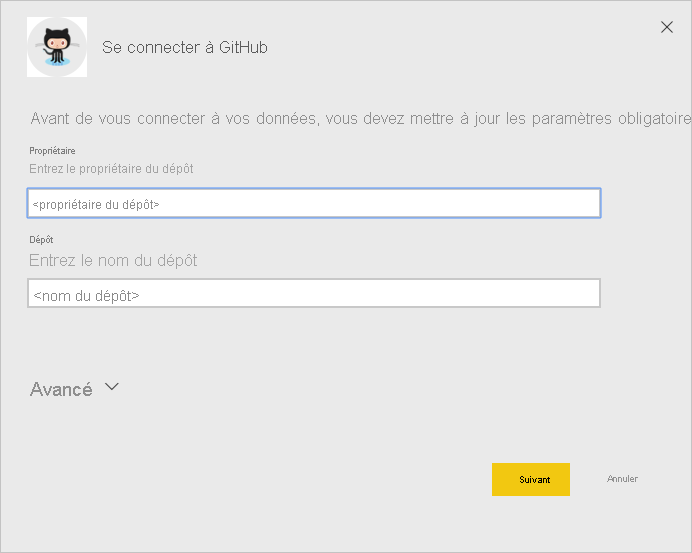 Se connecter à GitHub
Avant de vous connecter à vos données, vous devez mettre à jour les paramètres obligatoire
Propriétaire
Entrez le propriétaire du dépôt
<propriétaire du dépôt>
Dépôt
Entrez le nom du dépôt
<nom du dépôt>
Avancé
Suivant
Annuler